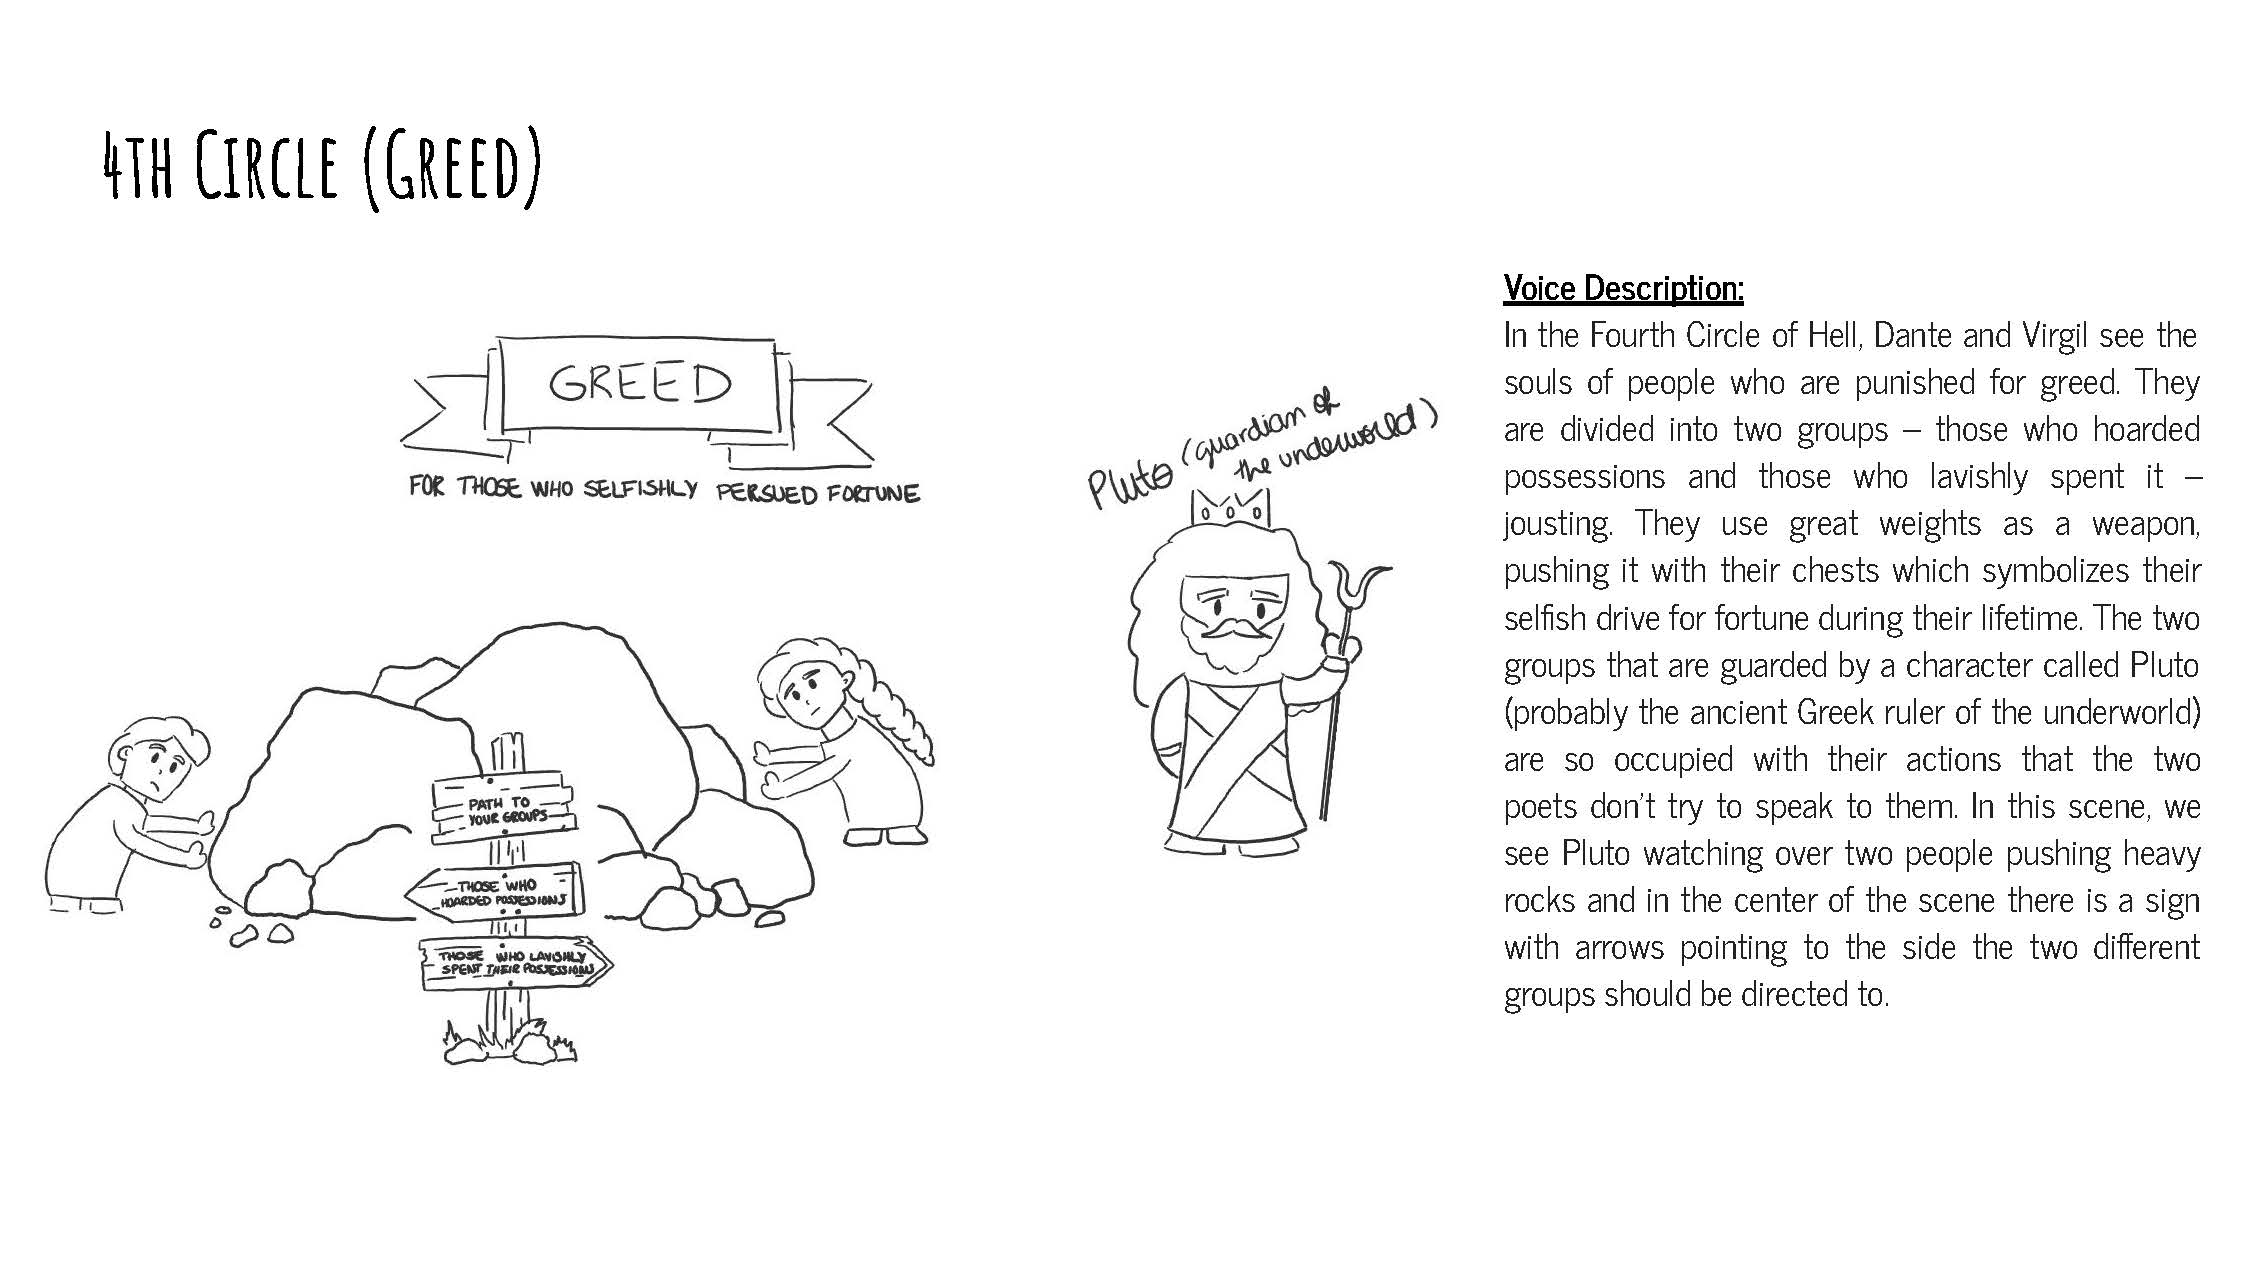 4th Circle (Greed)
GREED
FOR THOSE WHO SELFISHLY PERSUED FORTUNE
PATH TO
YOUR GROUPS
THOSE WHO
HOARDED POSSESSIONS
THOSE WHO LAVISHLY
SPENT THEIR POSSESSIONS
Pluto (guardian of
the underworld)
Voice Description:
In the Fourth Circle of Hell, Dante and Virgil see the
souls of people who are punished for greed. They
are divided into two groups – those who hoarded
possessions and those who lavishly spent it –
jousting. They use great weights as a weapon,
pushing it with their chests which symbolizes their
selfish drive for fortune during their lifetime. The two
groups that are guarded by a character called Pluto
(probably the ancient Greek ruler of the underworld)
are so occupied with their actions that the two
poets don't try to speak to them. In this scene, we
see Pluto watching over two people pushing heavy
rocks and in the center of the scene there is a sign
with arrows pointing to the side the two different
groups should be directed to.